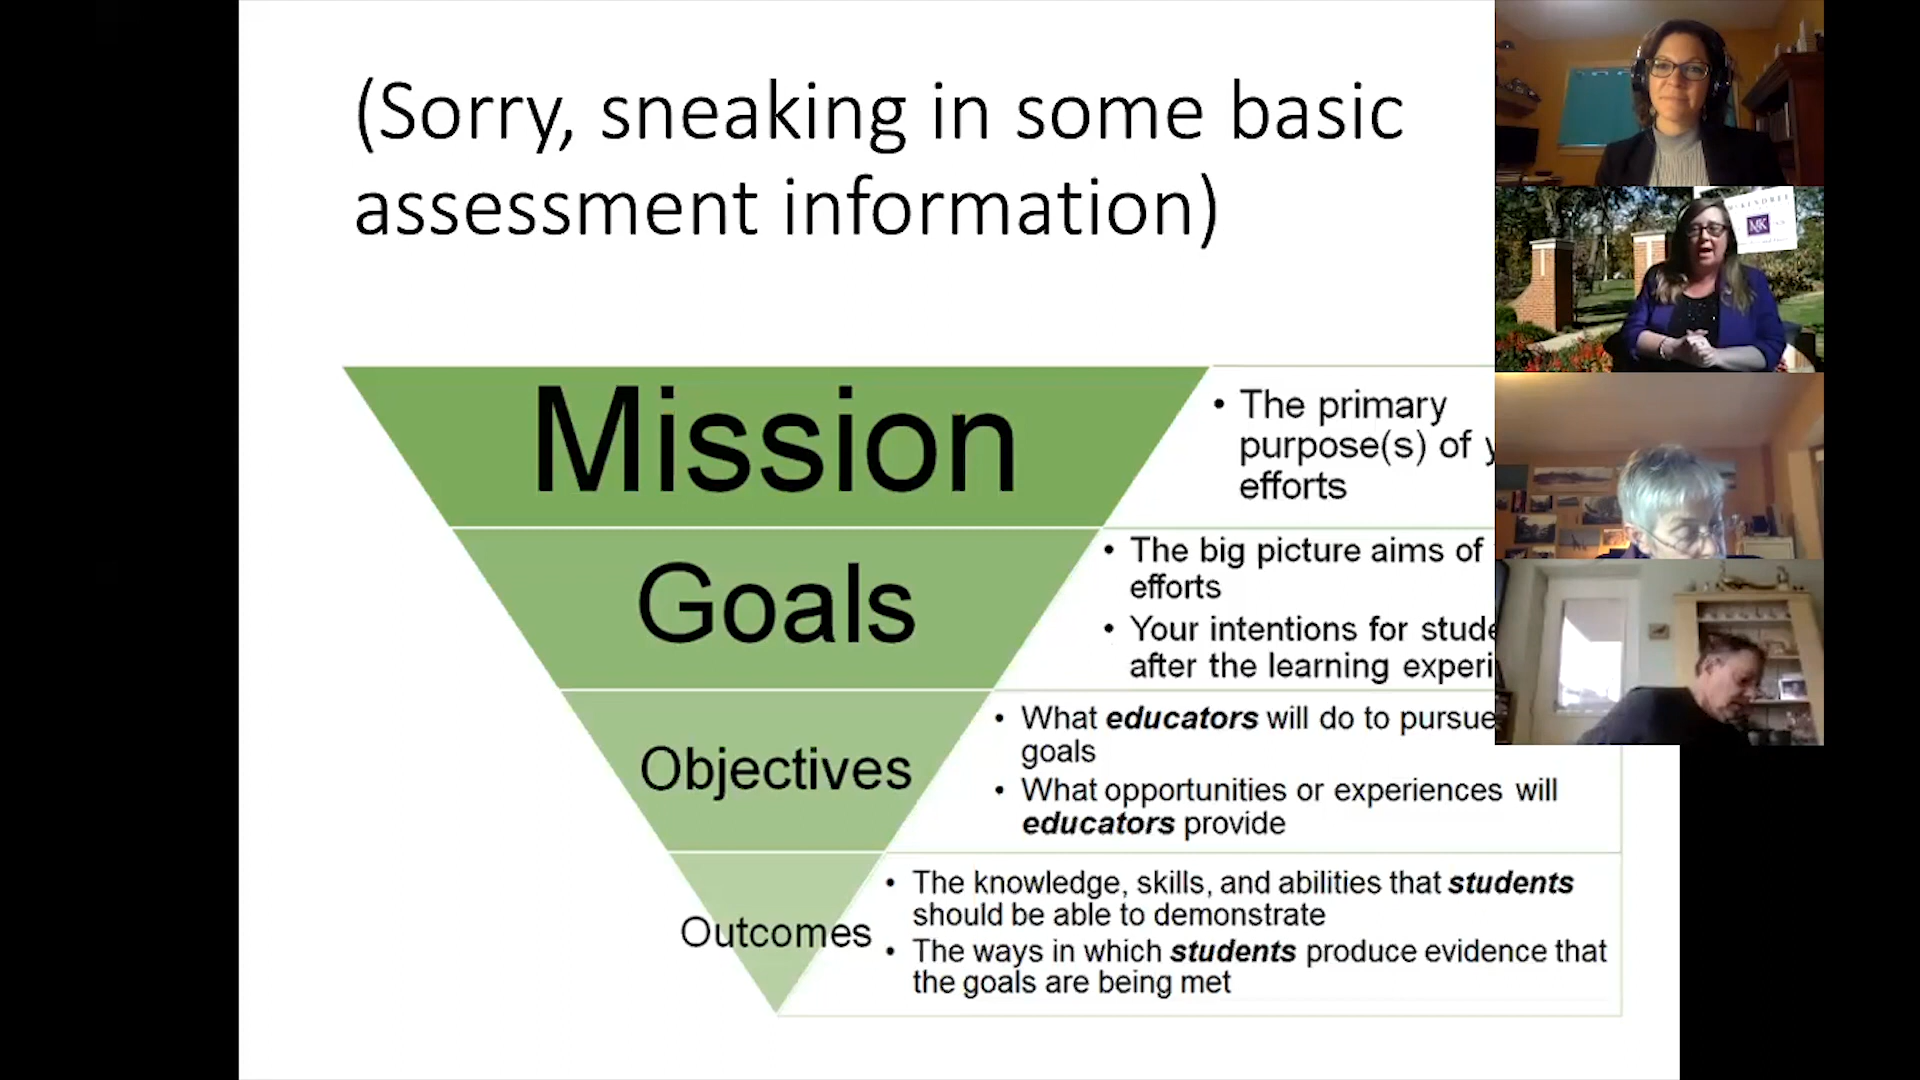 (Sorry, sneaking in some basic
assessment information)
Mission
• The primary
purpose(s) of
efforts
Goals
• The big picture aims of
efforts
• Your intentions for
after the learning
Objectives
• What educators will do to pursue
goals
• What opportunities or experiences will
educators provide
Outcomes
• The knowledge, skills, and abilities that students
should be able to demonstrate
• The ways in which students produce evidence that
the goals are being met
MK